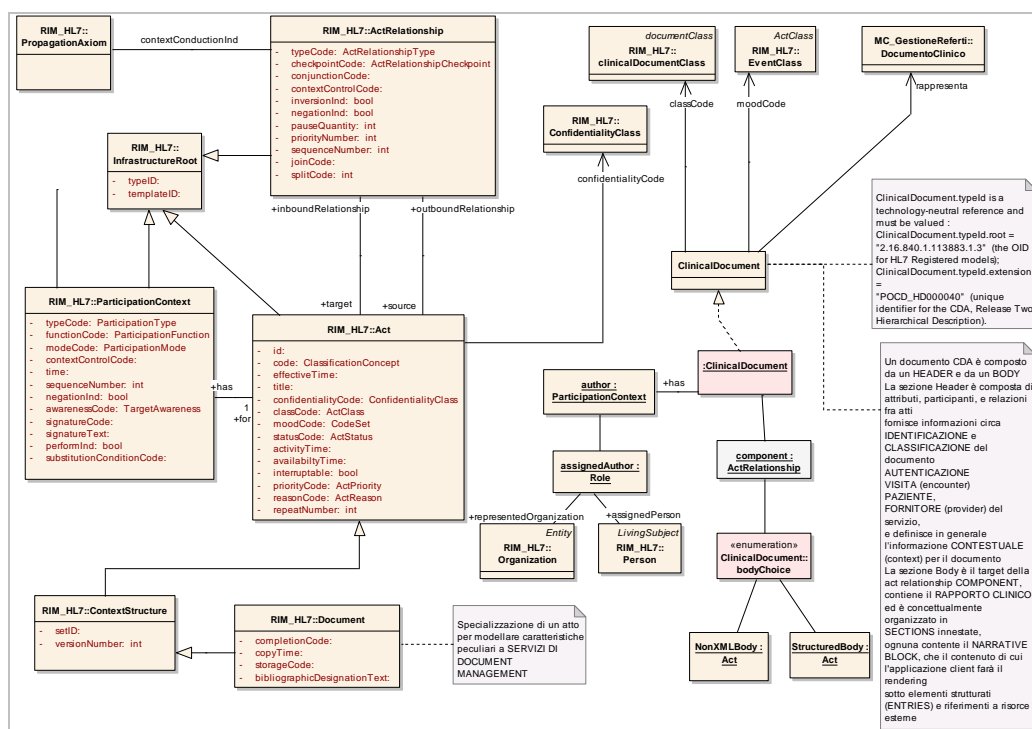 RIM_HL7::
PropagationAxiom
contextConductionInd
RIM_HL7::ActRelationship
- typeCode: ActRelationshipType
- checkpointCode: ActRelationshipCheckpoint
- conjunctionCode:
- contextControlCode:
- inversionInd: bool
- negationInd: bool
- pauseQuantity: int
- priorityNumber: int
- sequenceNumber: int
- joinCode:
- splitCode: int
documentClass
RIM_HL7::
clinicalDocumentClass
ActClass
RIM_HL7::
EventClass
MC_GestioneReferti::
DocumentoClinico
classCode
moodCode
rappresenta
RIM_HL7::
ConfidentialityClass
confidentialityCode
RIM_HL7::
InfrastructureRoot
- typeID:
- templateID:
+inboundRelationship
+outboundRelationship
+target
+source
ClinicalDocument
ClinicalDocument.typeId is a
technology-neutral reference and
must be valued :
ClinicalDocument.typeId.root =
"2.16.840.1.113883.1.3" (the OID
for HL7 Registered models);
ClinicalDocument.typeId.extension
=
"POCD_HD000040" (unique
identifier for the CDA, Release Two
Hierarchical Description).
RIM_HL7::ParticipationContext
- typeCode: ParticipationType
- functionCode: ParticipationFunction
- modeCode: ParticipationMode
- contextControlCode:
- time:
- sequenceNumber: int
- negationInd: bool
- awarenessCode: TargetAwareness
- signatureCode:
- signatureText:
- performInd: bool
- substitutionConditionCode:
+has
1
+for
RIM_HL7::Act
- id:
- code: ClassificationConcept
- effectiveTime:
- title:
- confidentialityCode: ConfidentialityClass
- classCode: ActClass
- moodCode: CodeSet
- statusCode: ActStatus
- activityTime:
- availabiltyTime:
- interruptable: bool
- priorityCode: ActPriority
- reasonCode: ActReason
- repeatNumber: int
:ClinicalDocument
author :
ParticipationContext
+has
assignedAuthor :
Role
+representedOrganization
+assignedPerson
Entity
RIM_HL7::
Organization
LivingSubject
RIM_HL7::
Person
component :
ActRelationship
«enumeration»
ClinicalDocument::
bodyChoice
NonXMLBody :
Act
StructuredBody :
Act
Un documento CDA è composto
da un HEADER e da un BODY
La sezione Header è composta di
attributi, participanti, e relazioni
fra atti
fornisce informazioni circa
IDENTIFICAZIONE e
CLASSIFICAZIONE del
documento
AUTENTICAZIONE
VISITA (encounter)
PAZIENTE,
FORNITORE (provider) del
servizio,
e definisce in generale
l'informazione CONTESTUALE
(context) per il documento
La sezione Body è il target della
act relationship COMPONENT,
contiene il RAPPORTO CLINICO
ed è concettualmente
organizzato in
SECTIONS innestate,
ognuna contente il NARRATIVE
BLOCK, che il contenuto di cui
l'applicazione client farà il
rendering
sotto elementi strutturati
(ENTRIES) e riferimenti a risorce
esterne
RIM_HL7::ContextStructure
- setID:
- versionNumber: int
RIM_HL7::Document
- completionCode:
- copyTime:
- storageCode:
- bibliographicDesignationText:
Specializzazione di un atto
per modellare caratteristiche
peculiari a SERVIZI DI
DOCUMENT
MANAGEMENT